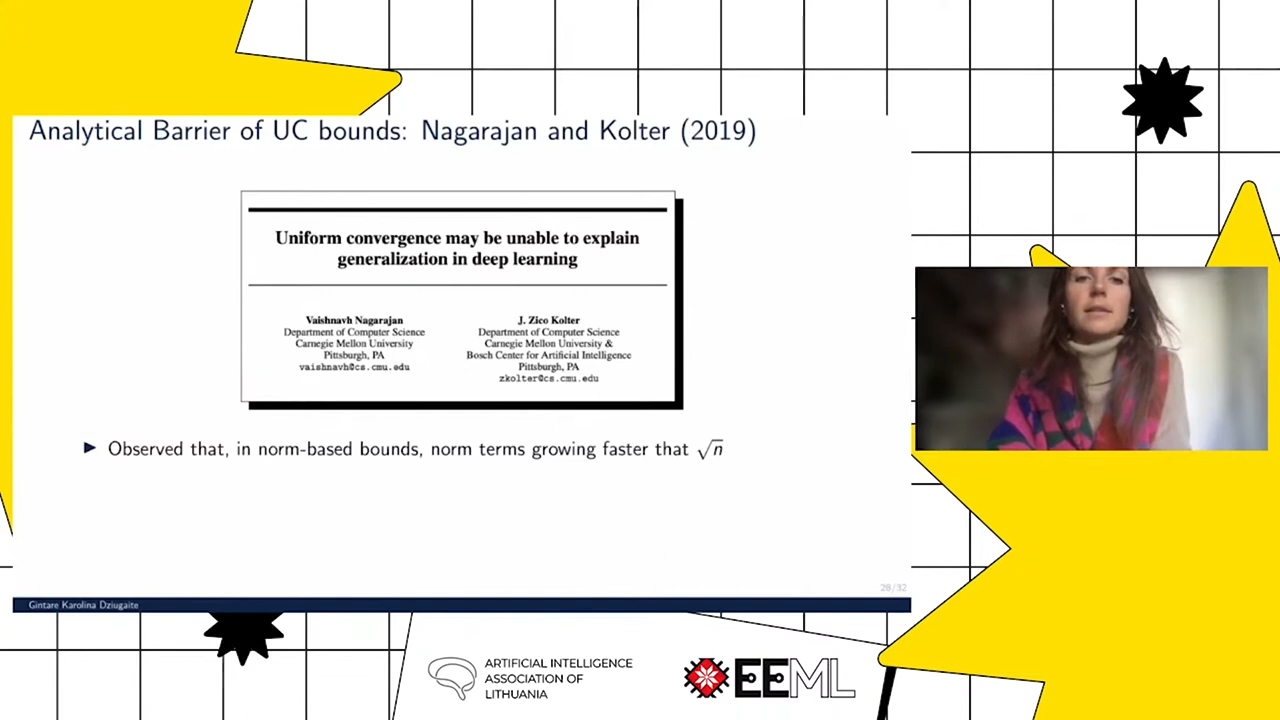 Analytical Barrier of UC bounds: Nagarajan and Kolter (2019)
Uniform convergence may be unable to explain
generalization in deep learning
Vaishnavh Nagarajan
Department of Computer Science
Carnegie Mellon University
Pittsburgh, PA
vaishnavh@cs.cmu.edu
J. Zico Kolter
Department of Computer Science
Carnegie Mellon University &
Bosch Center for Artificial Intelligence
Pittsburgh, PA
zkolter@cs.cmu.edu
► Observed that, in norm-based bounds, norm terms growing faster that √n
28/32
Gintare Karolina Dziugaite
ARTIFICIAL INTELLIGENCE
ASSOCIATION OF
LITHUANIA
EEML